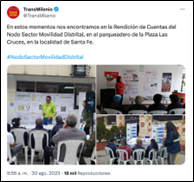 TransMilenio
@TransMilenio
En estos momentos nos encontramos en la Rendición de Cuentas del
Nodo Sector Movilidad Distrital, en el parqueadero de la Plaza Las
Cruces, en la localidad de Santa Fe.
#NodoSectorMovilidadDistrital
9:56 a. m. · 30 ago. 2023 · 18 mil Reproducciones